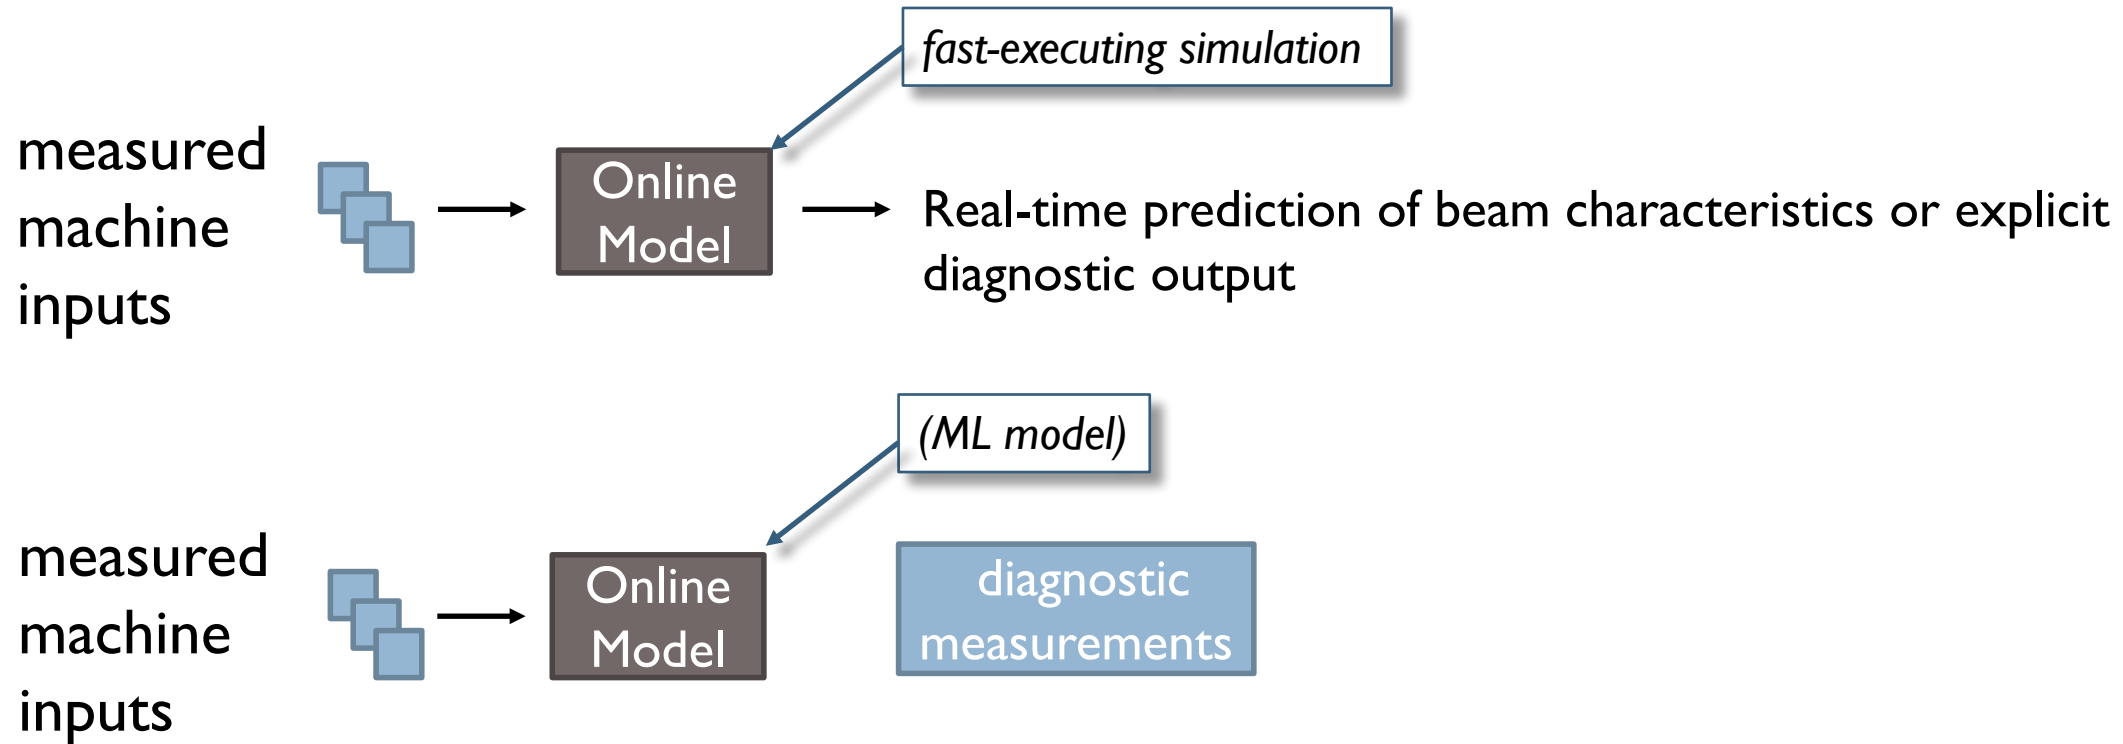 fast-executing simulation
measured
machine
inputs
Online
Model
Real-time prediction of beam characteristics or explicit
diagnostic output
(ML model)
measured
machine
inputs
Online
Model
diagnostic
measurements